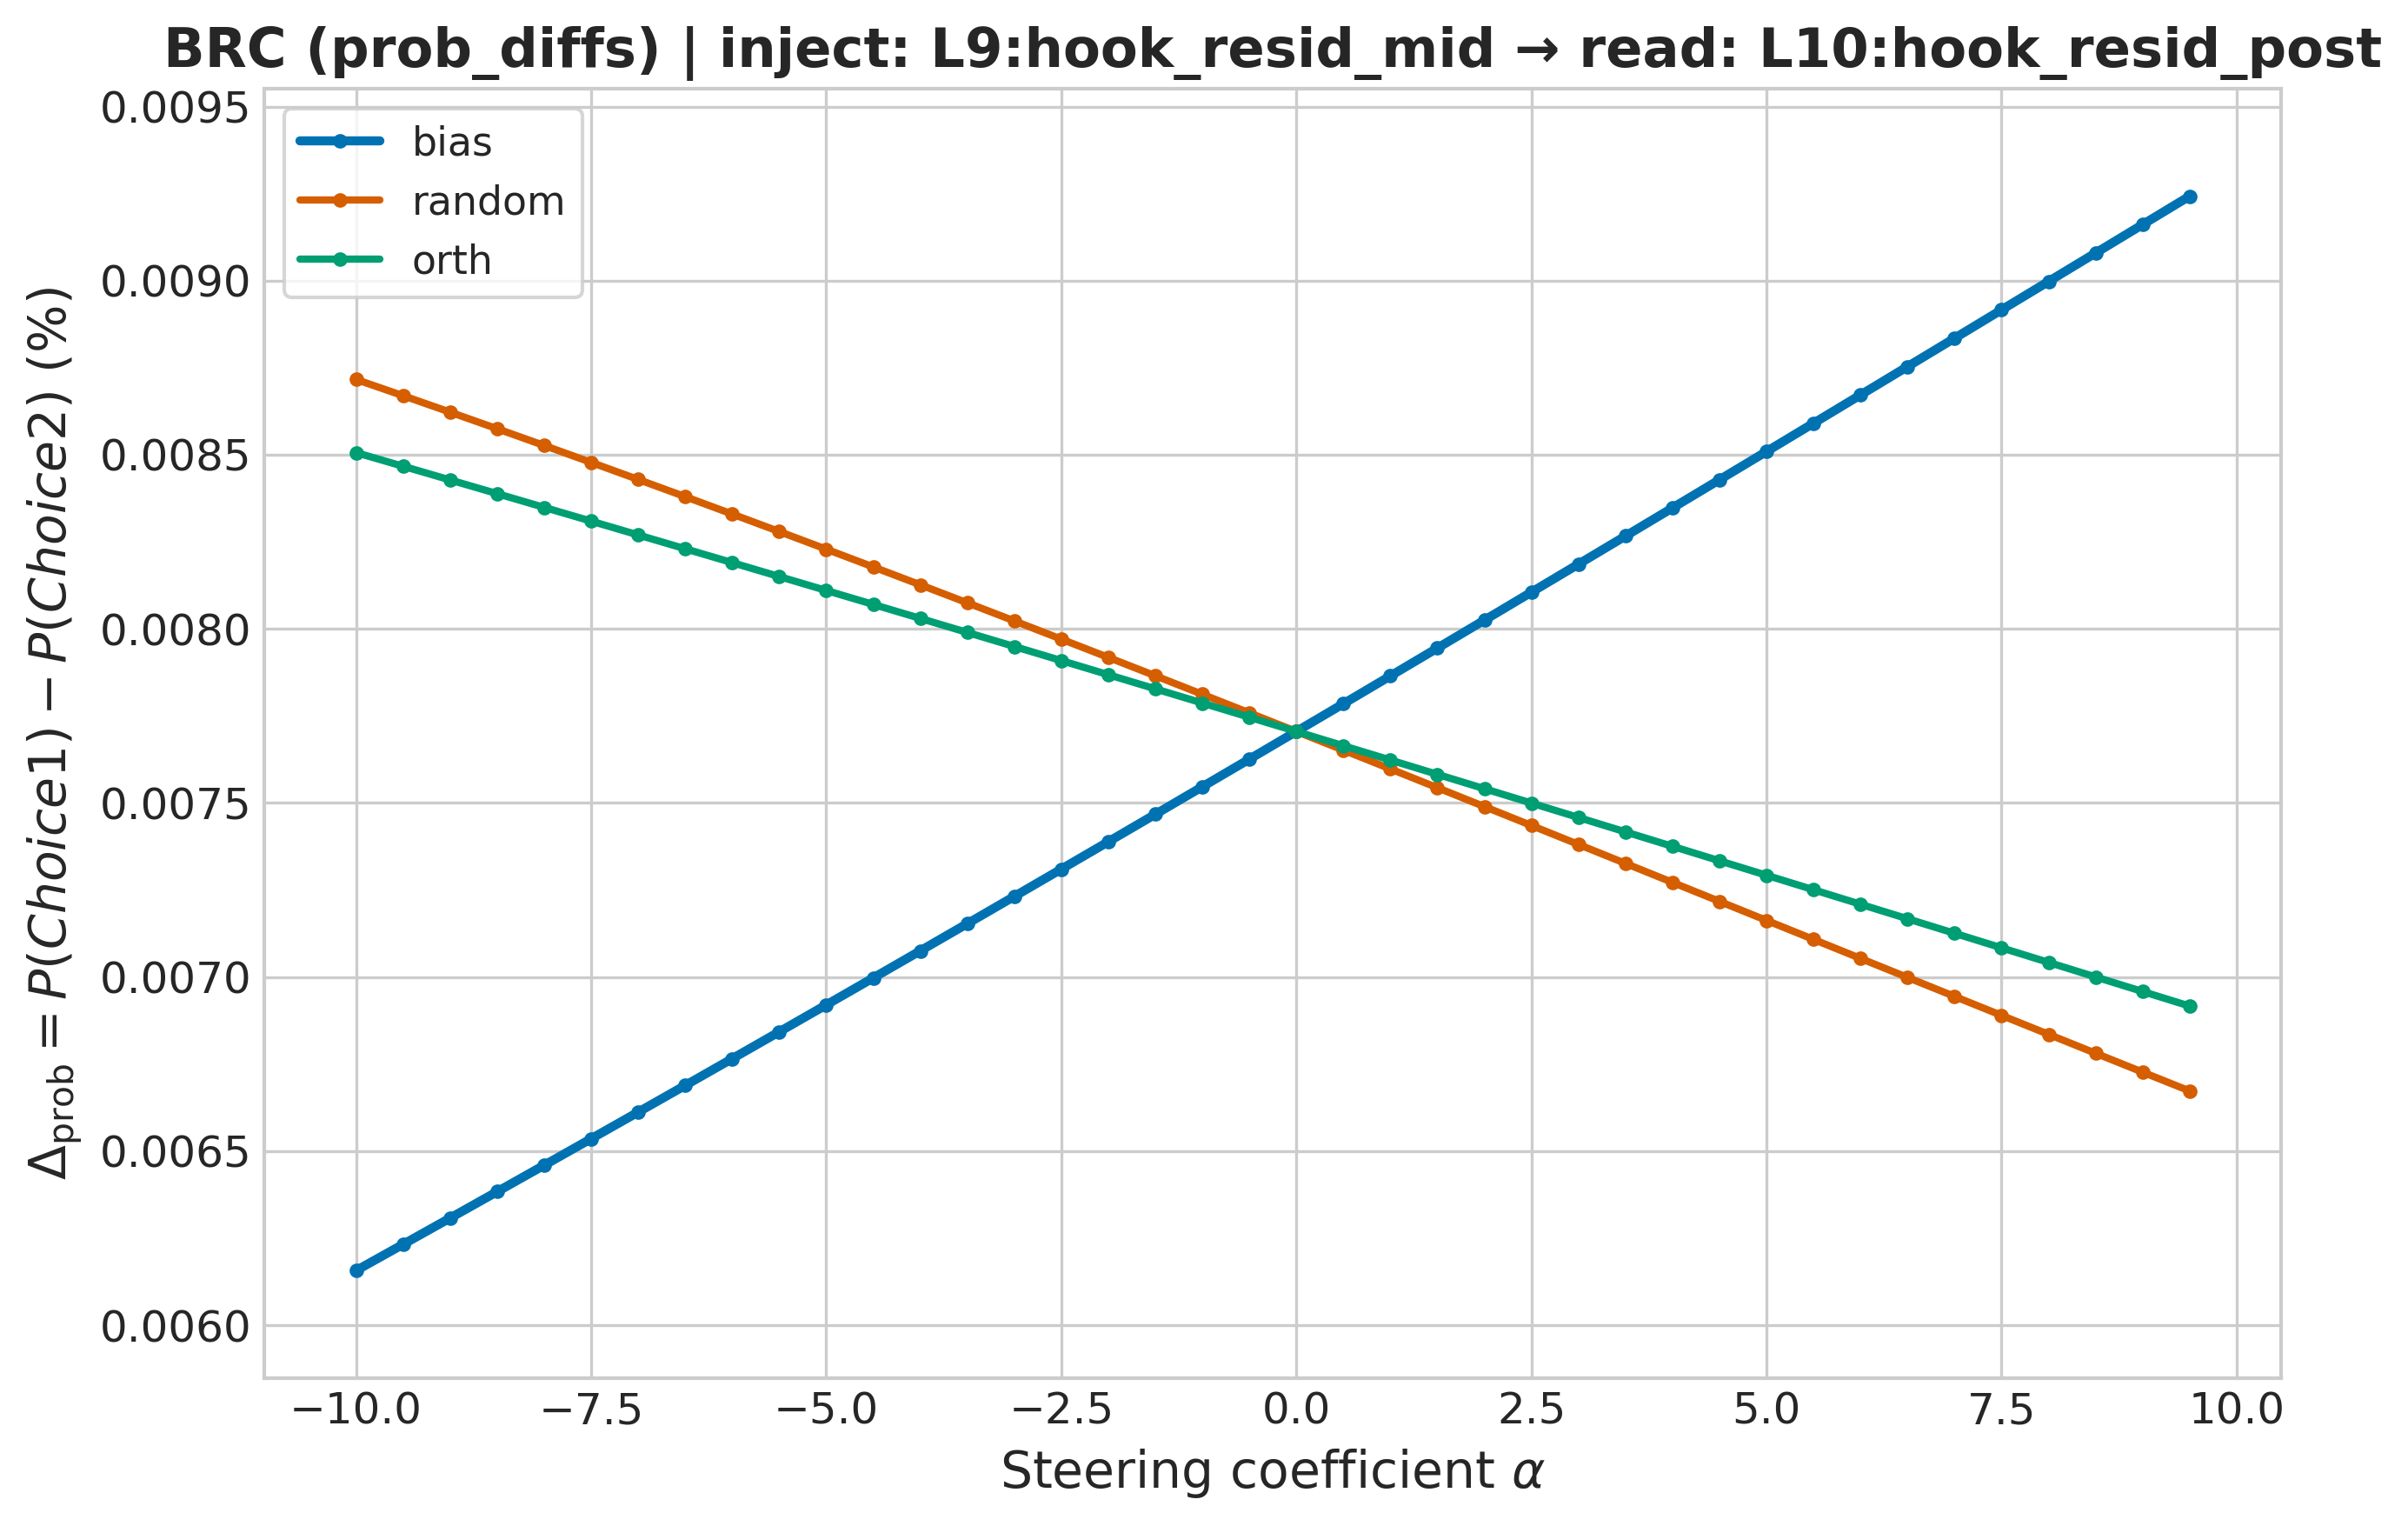 BRC (prob_diffs) | inject: L9:hook_resid_mid → read: L10:hook_resid_post
Δprob = P(Choice1) − P(Choice2) (%)
0.0095
0.0090
0.0085
0.0080
0.0075
0.0070
0.0065
0.0060
bias
random
orth
−10.0 −7.5 −5.0 −2.5 0.0 2.5 5.0 7.5 10.0
Steering coefficient α